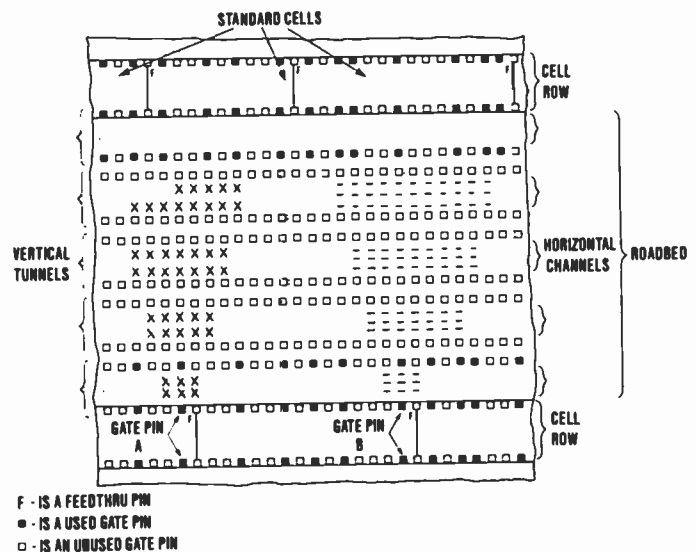 STANDARD CELLS
F
F
F
CELL
ROW
VERTICAL
TUNNELS
HORIZONTAL
CHANNELS
ROADBED
F
F
GATE PIN
A
GATE PIN
B
CELL
ROW
F - IS A FEEDTHRU PIN
■ - IS A USED GATE PIN
□ - IS AN UNUSED GATE PIN